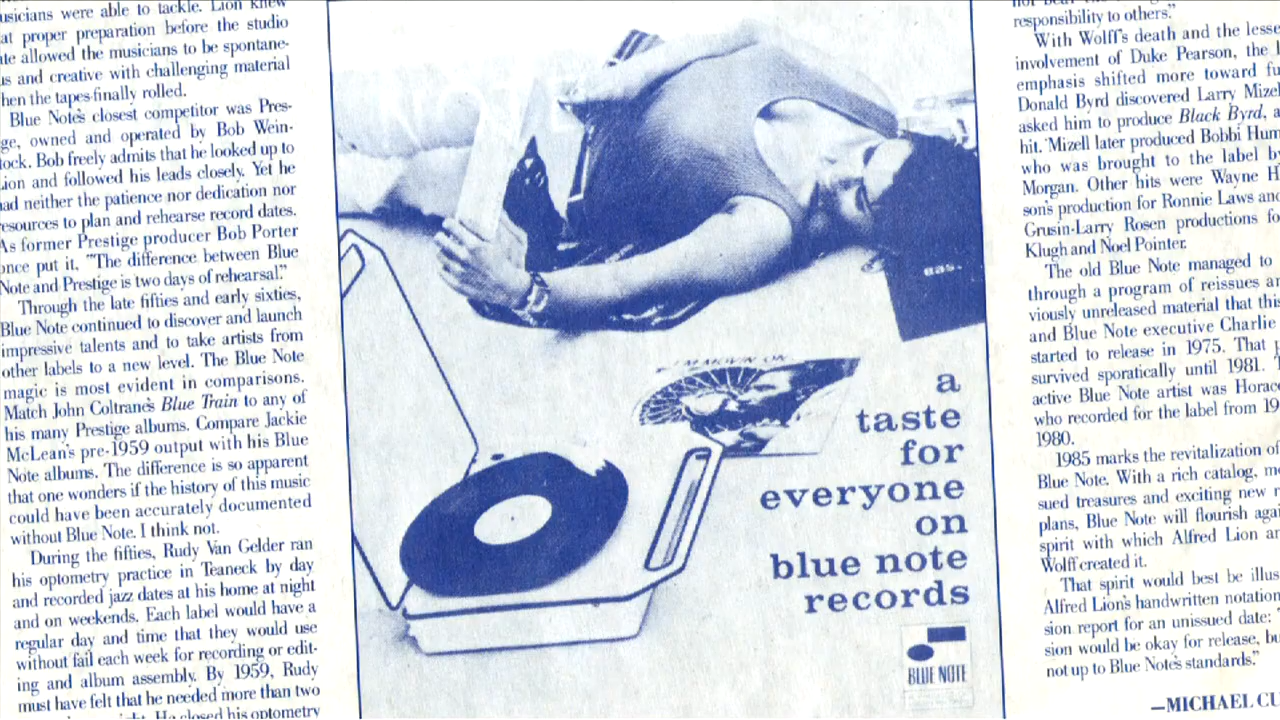 musicians were able to tackle. Lion knew
at proper preparation before the studio
allowed the musicians to be spontane-
and creative with challenging material
when the tapes finally rolled.
Blue Note's closest competitor was Pres-
ge, owned and operated by Bob Wein-
tock. Bob freely admits that he looked up to
ion and followed his leads closely. Yet he
ad neither the patience nor dedication nor
esources to plan and rehearse record dates.
As former Prestige producer Bob Porter
once put it, "The difference between Blue
Note and Prestige is two days of rehearsal."
Through the late fifties and early sixties,
Blue Note continued to discover and launch
impressive talents and to take artists from
other labels to a new level. The Blue Note
magic is most evident in comparisons.
Match John Coltrane's Blue Train to any of
his many Prestige albums. Compare Jackie
McLean's pre-1959 output with his Blue
Note albums. The difference is so apparent
that one wonders if the history of this music
could have been accurately documented
without Blue Note. I think not.
During the fifties, Rudy Van Gelder ran
his optometry practice in Teaneck by day
and recorded jazz dates at his home at night
and on weekends. Each label would have a
regular day and time that they would use
without fail each week for recording or edit-
ing and album assembly. By 1959, Rudy
must have felt that he needed more than two
He closed his optometry
eas.
I'M MOVIN' ON
a
taste
for
everyone
on
blue note
records
BLUE NOTE
responsibility to others."
With Wolff's death and the lesse
involvement of Duke Pearson, the l
emphasis shifted more toward fu
Donald Byrd discovered Larry Mizel
asked him to produce Black Byrd, a
hit. Mizell later produced Bobbi Hum
who was brought to the label by
Morgan. Other hits were Wayne H
son's production for Ronnie Laws and
Grusin-Larry Rosen productions fo
Klugh and Noel Pointer.
The old Blue Note managed to
through a program of reissues an
viously unreleased material that this
and Blue Note executive Charlie
started to release in 1975. That p
survived sporatically until 1981. T
active Blue Note artist was Horac
who recorded for the label from 19
1980.
1985 marks the revitalization of
Blue Note. With a rich catalog, mo
sued treasures and exciting new r
plans, Blue Note will flourish agai
spirit with which Alfred Lion an
Wolff created it.
That spirit would best be illus
Alfred Lion's handwritten notation
sion report for an unissued date: "
sion would be okay for release, bu
not up to Blue Note's standards."
—MICHAEL CU